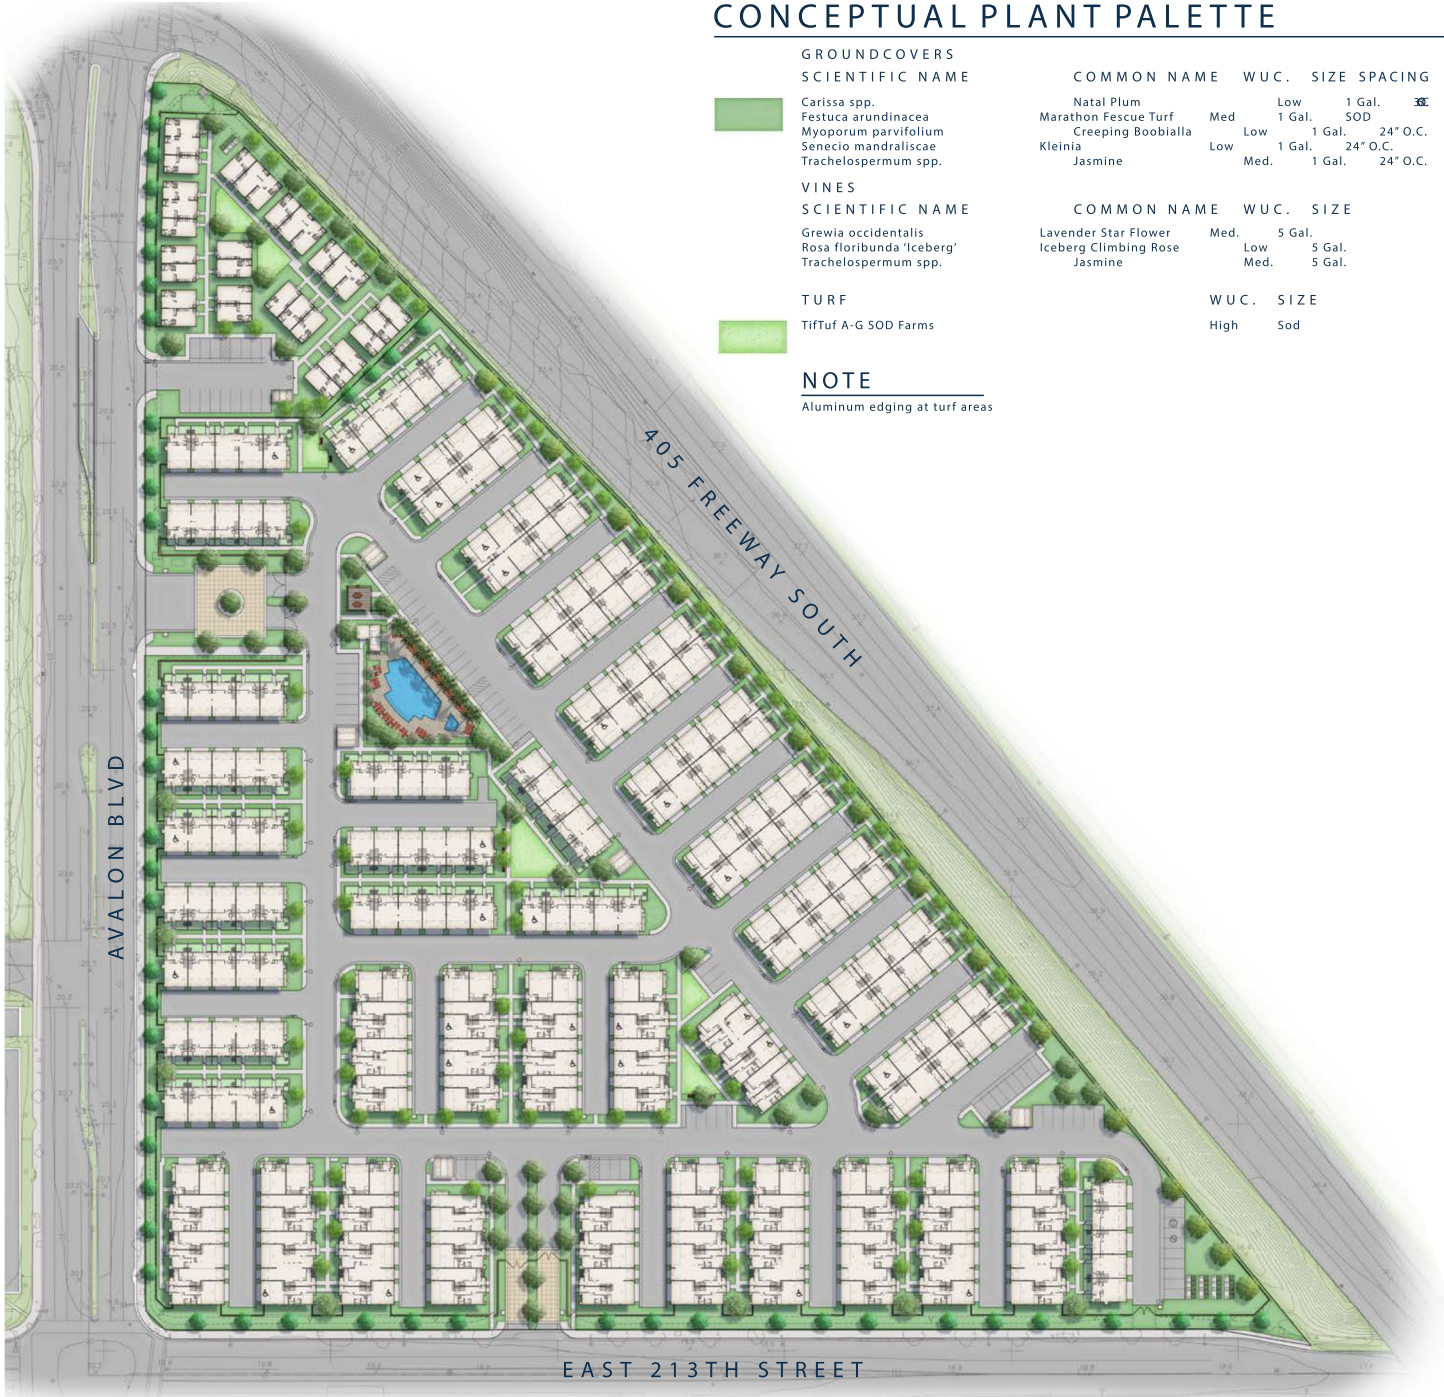 CONCEPTUAL PLANT PALETTE
GROUNDCOVERS
SCIENTIFIC NAME COMMON NAME WUC. SIZE SPACING
Carissa spp. Natal Plum Low 1 Gal.
Festuca arundinacea Marathon Fescue Turf Med 1 Gal. SOD
Myoporum parvifolium Creeping Boobialla Low 1 Gal. 24" O.C.
Senecio mandraliscae Kleinia Low 1 Gal. 24" O.C.
Trachelospermum spp. Jasmine Med. 1 Gal. 24" O.C.
VINES
SCIENTIFIC NAME COMMON NAME WUC. SIZE
Grewia occidentalis Lavender Star Flower Med. 5 Gal.
Rosa floribunda ‘Iceberg’ Iceberg Climbing Rose Low 5 Gal.
Trachelospermum spp. Jasmine Med. 5 Gal.
TURF WUC. SIZE
TifTuf A-G SOD Farms High Sod
NOTE
Aluminum edging at turf areas
405 FREEWAY SOUTH
AVALON BLVD
EAST 213TH STREET